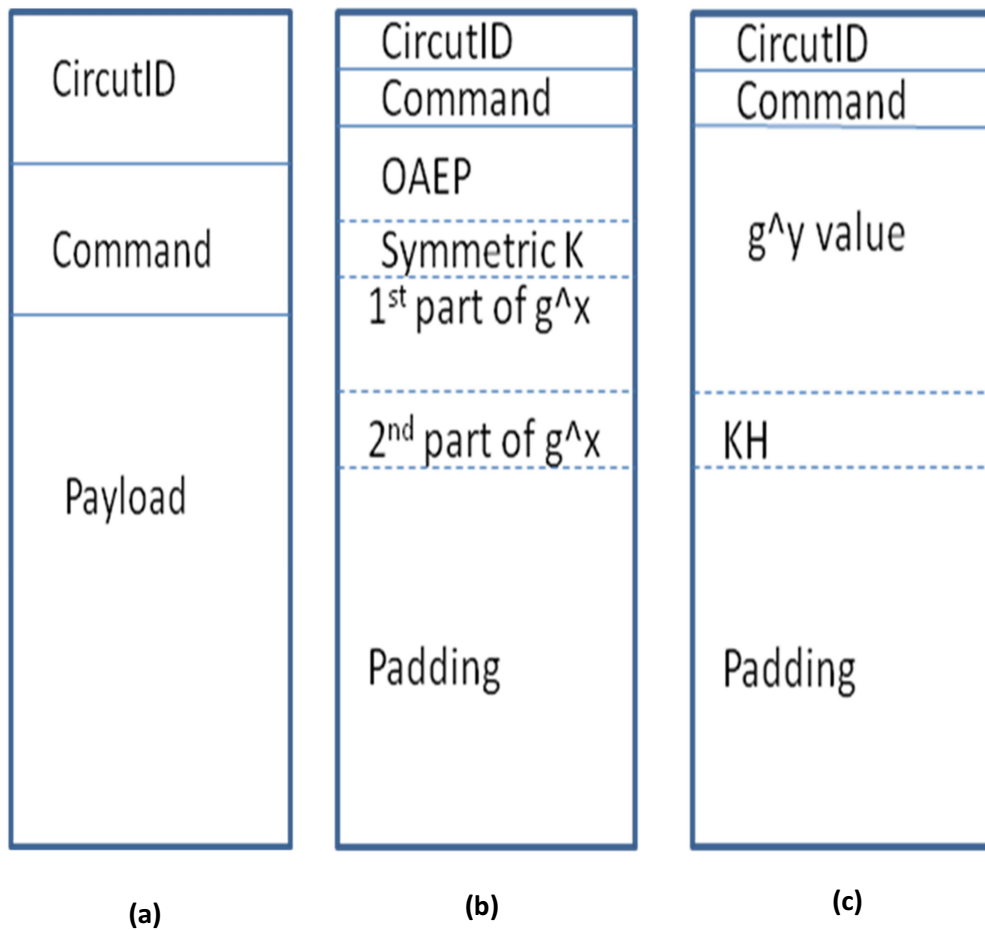 CircutID
Command
Payload
(a)
CircutID
Command
OAEP
Symmetric K
1st part of g^x
2nd part of g^x
Padding
(b)
CircutID
Command
g^y value
KH
Padding
(c)